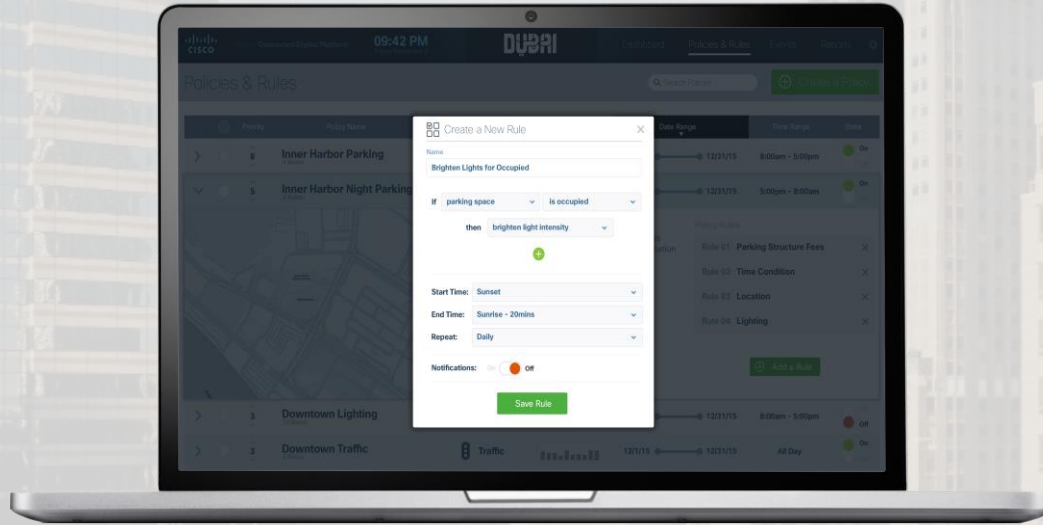 cisco
Connected Digital Platform
09:42 PM
DUBAI
Dashboard
Policies & Rules
Events
Reports
Policies & Rules
Search Policies
Create a Policy
Priority
Policy Name
Date Range
Time Range
State
8
Inner Harbor Parking
12/31/15
8:00am - 5:00pm
On
5
Inner Harbor Night Parking
12/31/15
5:00pm - 8:00am
On
Create a New Rule
Name
Brighten Lights for Occupied
If
parking space
is occupied
then
brighten light intensity
Start Time:
Sunset
End Time:
Sunrise - 20mins
Repeat:
Daily
Notifications:
On
Off
Save Rule
Policy Rules
Rule 01 Parking Structure Fees
Rule 02 Time Condition
Rule 03 Location
Rule 04 Lighting
Add a Rule
3
Downtown Lighting
12/31/15
8:00am - 5:00pm
Off
3
Downtown Traffic
Traffic
12/1/15
12/31/15
All Day
On